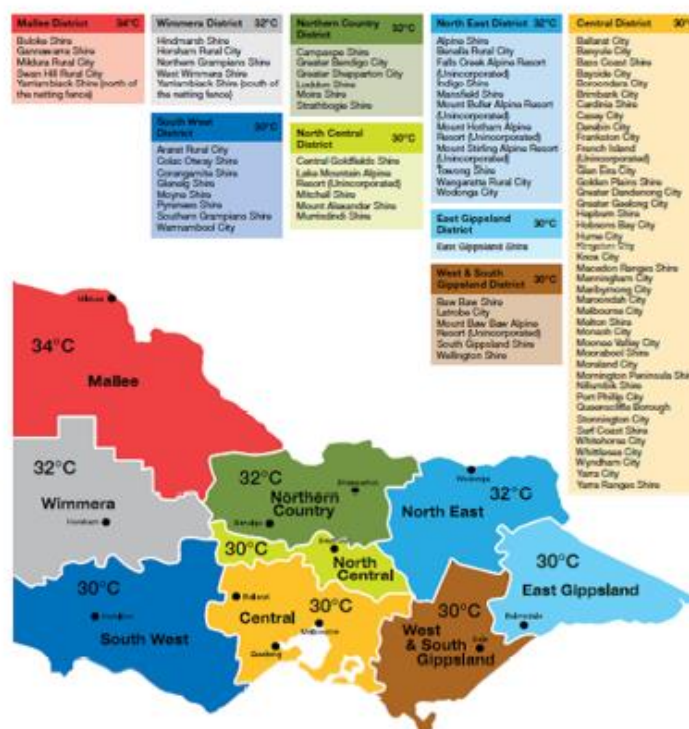 Mallee District 34°C
Buloke Shire
Gannawarra Shire
Mildura Rural City
Swan Hill Rural City
Yarriambiack Shire (north of
the netting fence)
Wimmera District 32°C
Hindmarsh Shire
Horsham Rural City
Northern Grampians Shire
West Wimmera Shire
Yarriambiack Shire (south of
the netting fence)
Northern Country
District 32°C
Campaspe Shire
Greater Bendigo City
Greater Shepparton City
Loddon Shire
Moira Shire
Strathbogie Shire
North East District 32°C
Alpine Shire
Benalla Rural City
Falls Creek Alpine Resort
(Unincorporated)
Indigo Shire
Mansfield Shire
Mount Buller Alpine Resort
(Unincorporated)
Mount Hotham Alpine
Resort (Unincorporated)
Mount Stirling Alpine Resort
(Unincorporated)
Towong Shire
Wangaratta Rural City
Wodonga City
Central District 30°
Ballarat City
Banyule City
Bass Coast Shire
Bayside City
Boroondara City
Brimbank City
Cardinia Shire
Casey City
Darebin City
Frankston City
French Island
(Unincorporated)
Glen Eira City
Golden Plains Shire
Greater Dandenong City
Greater Geelong City
Hepburn Shire
Hobsons Bay City
Hume City
Kingston City
Knox City
Macedon Ranges Shire
Manningham City
Maribyrnong City
Maroondah City
Melbourne City
Melton Shire
Monash City
Moonee Valley City
Moorabool Shire
Moreland City
Mornington Peninsula Shire
Nillumbik Shire
Port Phillip City
Queenscliffe Borough
Stonnington City
Surf Coast Shire
Whitehorse City
Whittlesea City
Wyndham City
Yarra City
Yarra Ranges Shire
South West
District 30°C
Ararat Rural City
Colac Otway Shire
Corangamite Shire
Glenelg Shire
Moyne Shire
Pyrenees Shire
Southern Grampians Shire
Warrnambool City
North Central
District 30°C
Central Goldfields Shire
Lake Mountain Alpine
Resort (Unincorporated)
Mitchell Shire
Mount Alexander Shire
Murrindindi Shire
East Gippsland
District 30°C
East Gippsland Shire
West & South
Gippsland District 30°C
Baw Baw Shire
Latrobe City
Mount Baw Baw Alpine
Resort (Unincorporated)
South Gippsland Shire
Wellington Shire
Mildura
34°C
Mallee
32°C
Wimmera
Horsham
32°C
Northern
Country
Shepparton
Bendigo
Wodonga
32°C
North East
30°C
North
Central
30°C
East Gippsland
Bairnsdale
30°C
Hamilton
South West
Ballarat
Central
30°C
Melbourne
Geelong
30°C
West
& South
Gippsland
Sale